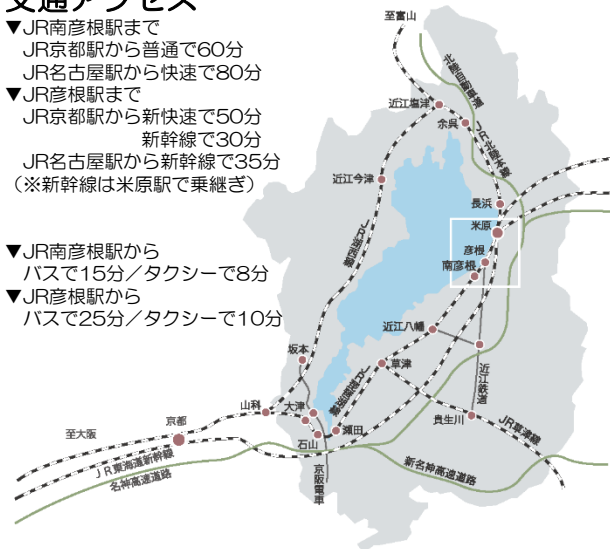 交通アクセス
▼JR南彦根駅まで
JR京都駅から普通で60分
JR名古屋駅から快速で80分
▼JR彦根駅まで
JR京都駅から新快速で50分
新幹線で30分
JR名古屋駅から新幹線で35分
(※新幹線は米原駅で乗継ぎ)
▼JR南彦根駅から
バスで15分/タクシーで8分
▼JR彦根駅から
バスで25分/タクシーで10分
至富山
北陸自動車道
近江塩津
余呉
JR北陸本線
近江今津
長浜
米原
JR湖西線
彦根
南彦根
近江八幡
坂本
草津
JR琵琶湖線
近江鉄道
山科
大津
貴生川
京都
瀬田
JR草津線
至大阪
石山
JR東海道新幹線
京阪電車
新名神高速道路
名神高速道路